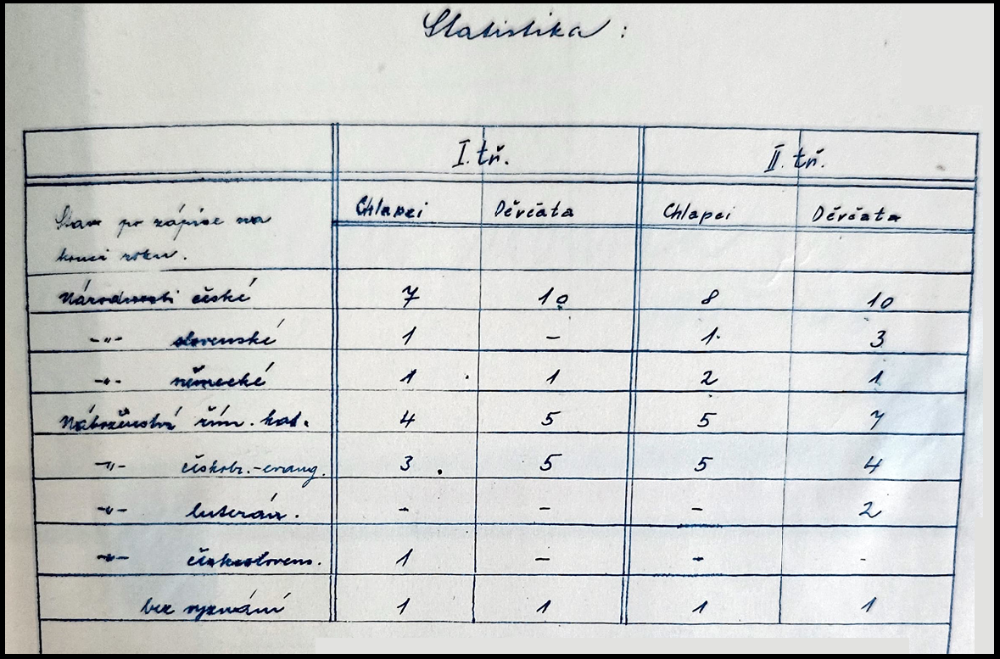 Statistika :
I. tř. II. tř.
Stav po zápise na Chlapci Děvčata Chlapci Děvčata
konci roku.
Národnosti české 7 10 8 10
-"- slovenské 1 - 1 3
-"- německé 1 1 2 1
Náboženství řím. kat. 4 5 5 7
-"- českobr.-evang. 3 5 5 4
-"- luterán. - - - 2
-"- českosloven. 1 - - -
bez vyznání 1 1 1 1